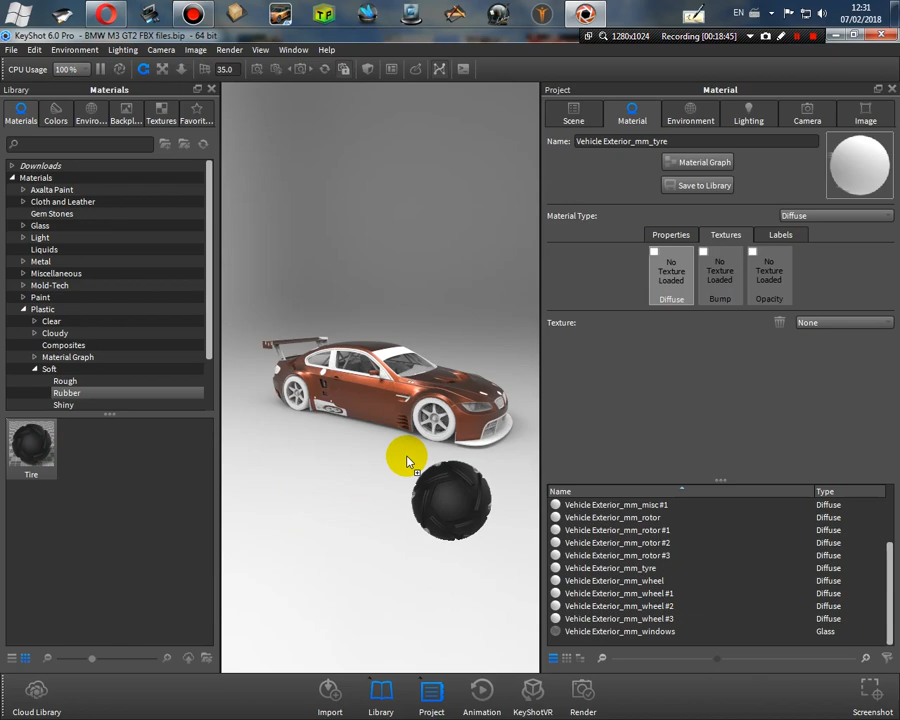 EN
12:31
07/02/2018
KeyShot 6.0 Pro - BMW M3 GT2 FBX files.bip - 64 bit
1280x1024
Recording [00:18:45]
File Edit Environment Lighting Camera Image Render View Window Help
CPU Usage 100 % 35.0
Library Materials
Materials Colors Enviro... Backpl... Textures Favorit...
Downloads
Materials
Axalta Paint
Cloth and Leather
Gem Stones
Glass
Light
Liquids
Metal
Miscellaneous
Mold-Tech
Paint
Plastic
Clear
Cloudy
Composites
Material Graph
Soft
Rough
Rubber
Shiny
Tire
Project Material
Scene Material Environment Lighting Camera Image
Name: Vehicle Exterior_mm_tyre
Material Graph
Save to Library
Material Type: Diffuse
Properties Textures Labels
No Texture Loaded Diffuse
No Texture Loaded Bump
No Texture Loaded Opacity
Texture: None
Name Type
Vehicle Exterior_mm_misc #1 Diffuse
Vehicle Exterior_mm_rotor Diffuse
Vehicle Exterior_mm_rotor #1 Diffuse
Vehicle Exterior_mm_rotor #2 Diffuse
Vehicle Exterior_mm_rotor #3 Diffuse
Vehicle Exterior_mm_tyre Diffuse
Vehicle Exterior_mm_wheel Diffuse
Vehicle Exterior_mm_wheel #1 Diffuse
Vehicle Exterior_mm_wheel #2 Diffuse
Vehicle Exterior_mm_wheel #3 Diffuse
Vehicle Exterior_mm_windows Glass
Cloud Library Import Library Project Animation KeyShotVR Render Screenshot